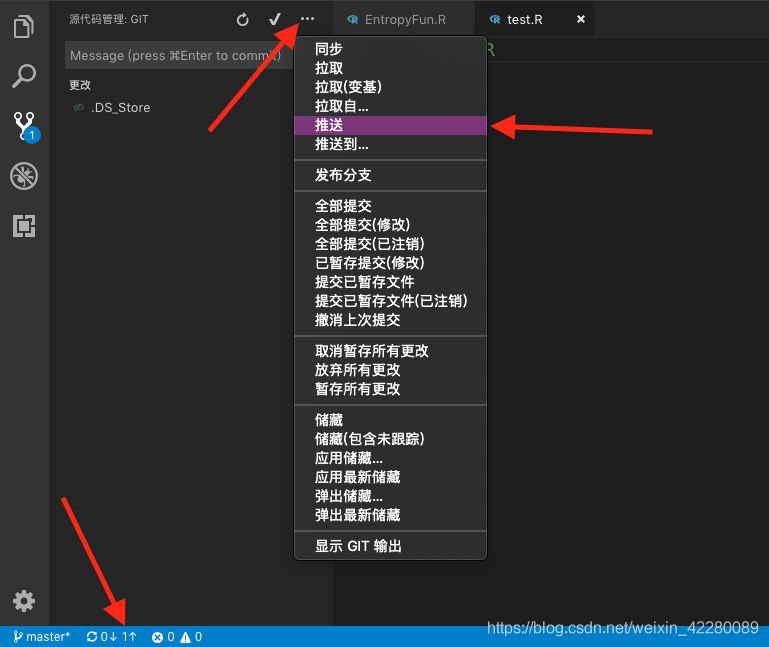 源代码管理: GIT
EntropyFun.R
test.R
Message (press ⌘Enter to commit)
R
更改
.DS_Store
1
同步
拉取
拉取(变基)
拉取自...
推送
推送到...
发布分支
全部提交
全部提交(修改)
全部提交(已注销)
已暂存提交(修改)
提交已暂存文件
提交已暂存文件(已注销)
撤消上次提交
取消暂存所有更改
放弃所有更改
暂存所有更改
储藏
储藏(包含未跟踪)
应用储藏...
应用最新储藏
弹出储藏...
弹出最新储藏
显示 GIT 输出
master* 0↓ 1↑ 0 0
https://blog.csdn.net/weixin_42280089